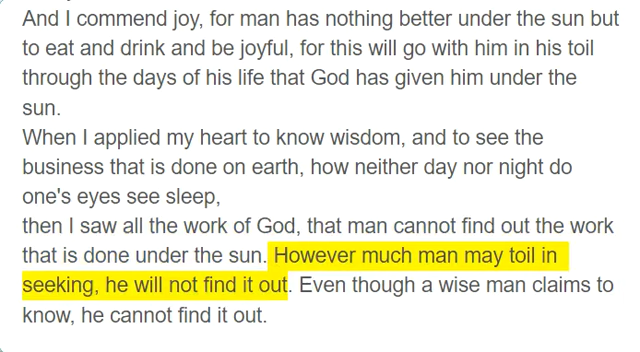 And I commend joy, for man has nothing better under the sun but
to eat and drink and be joyful, for this will go with him in his toil
through the days of his life that God has given him under the
sun.
When I applied my heart to know wisdom, and to see the
business that is done on earth, how neither day nor night do
one's eyes see sleep,
then I saw all the work of God, that man cannot find out the work
that is done under the sun. However much man may toil in
seeking, he will not find it out. Even though a wise man claims to
know, he cannot find it out.